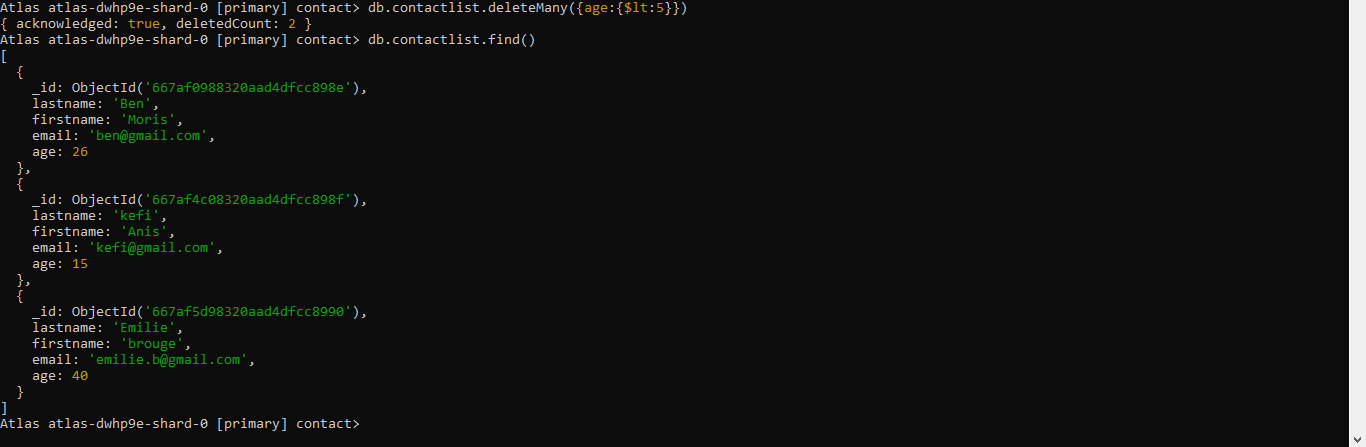 Atlas atlas-dwhp9e-shard-0 [primary] contact> db.contactlist.deleteMany({age:{$lt:5}})
{ acknowledged: true, deletedCount: 2 }
Atlas atlas-dwhp9e-shard-0 [primary] contact> db.contactlist.find()
[
  {
    _id: ObjectId('667af0988320aad4dfcc898e'),
    lastname: 'Ben',
    firstname: 'Moris',
    email: 'ben@gmail.com',
    age: 26
  },
  {
    _id: ObjectId('667af4c08320aad4dfcc898f'),
    lastname: 'kefi',
    firstname: 'Anis',
    email: 'kefi@gmail.com',
    age: 15
  },
  {
    _id: ObjectId('667af5d98320aad4dfcc8990'),
    lastname: 'Emilie',
    firstname: 'brouge',
    email: 'emilie.b@gmail.com',
    age: 40
  }
]
Atlas atlas-dwhp9e-shard-0 [primary] contact>